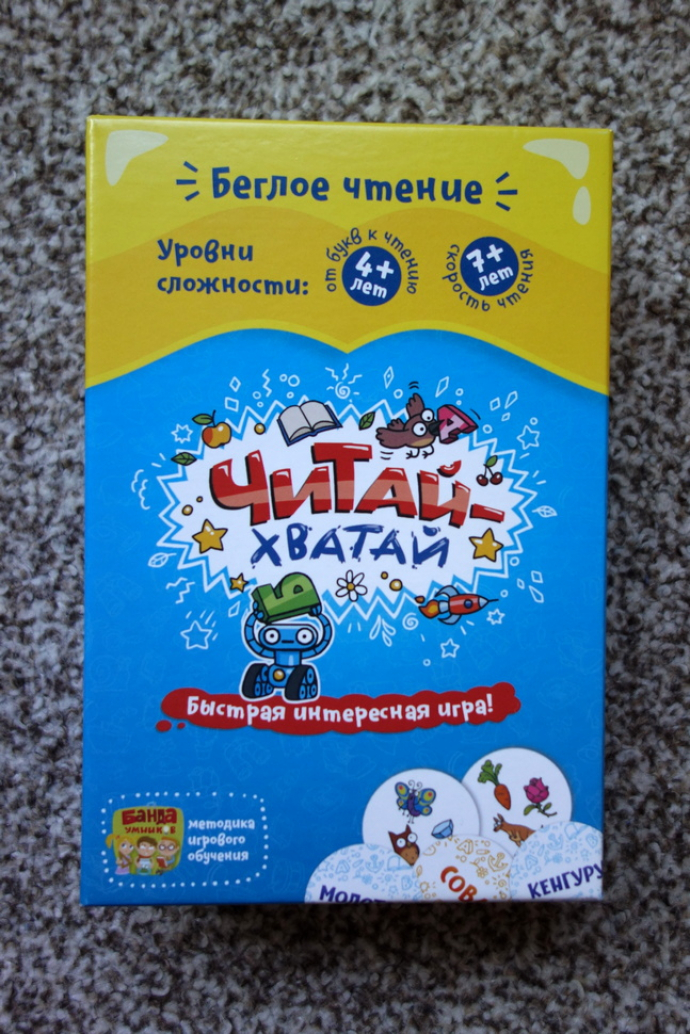 Беглое чтение
Уровни
сложности:
от букв к чтению
4+
лет
скорость чтения
7+
лет
А
Читай-
хватай
Ы
Быстрая интересная игра!
Банда
умников
методика
игрового
обучения
СОВ
КЕНГУРУ